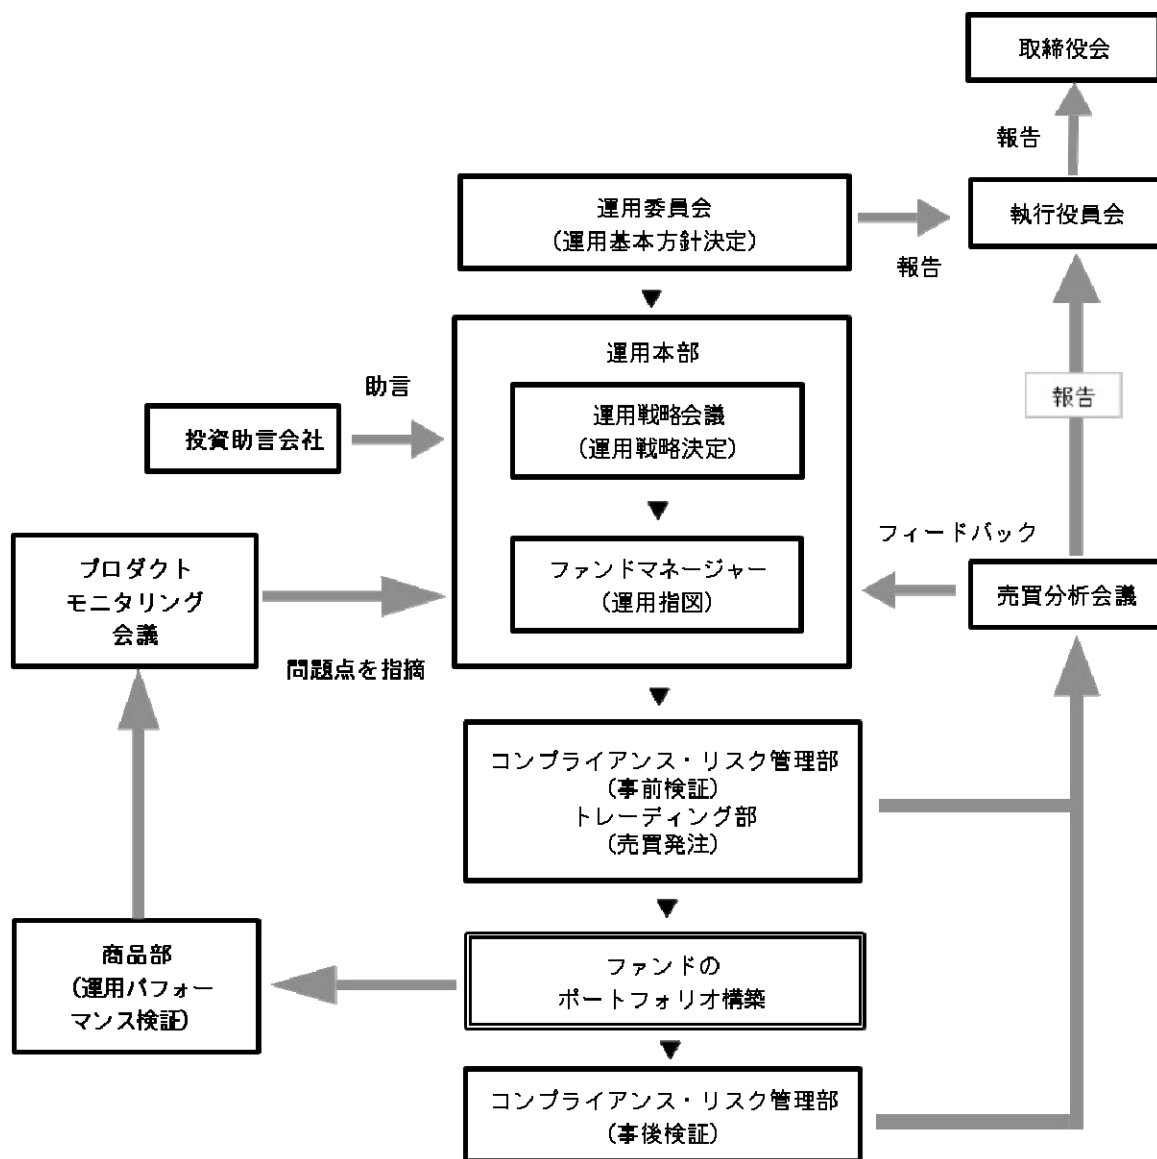 取締役会
報告
運用委員会
（運用基本方針決定）
執行役員会
報告
運用本部
助言
報告
投資助言会社
運用戦略会議
（運用戦略決定）
フィードバック
プロダクト
モニタリング
会議
ファンドマネージャー
（運用指図）
売買分析会議
問題点を指摘
コンプライアンス・リスク管理部
（事前検証）
トレーディング部
（売買発注）
商品部
（運用パフォー
マンス検証）
ファンドの
ポートフォリオ構築
コンプライアンス・リスク管理部
（事後検証）